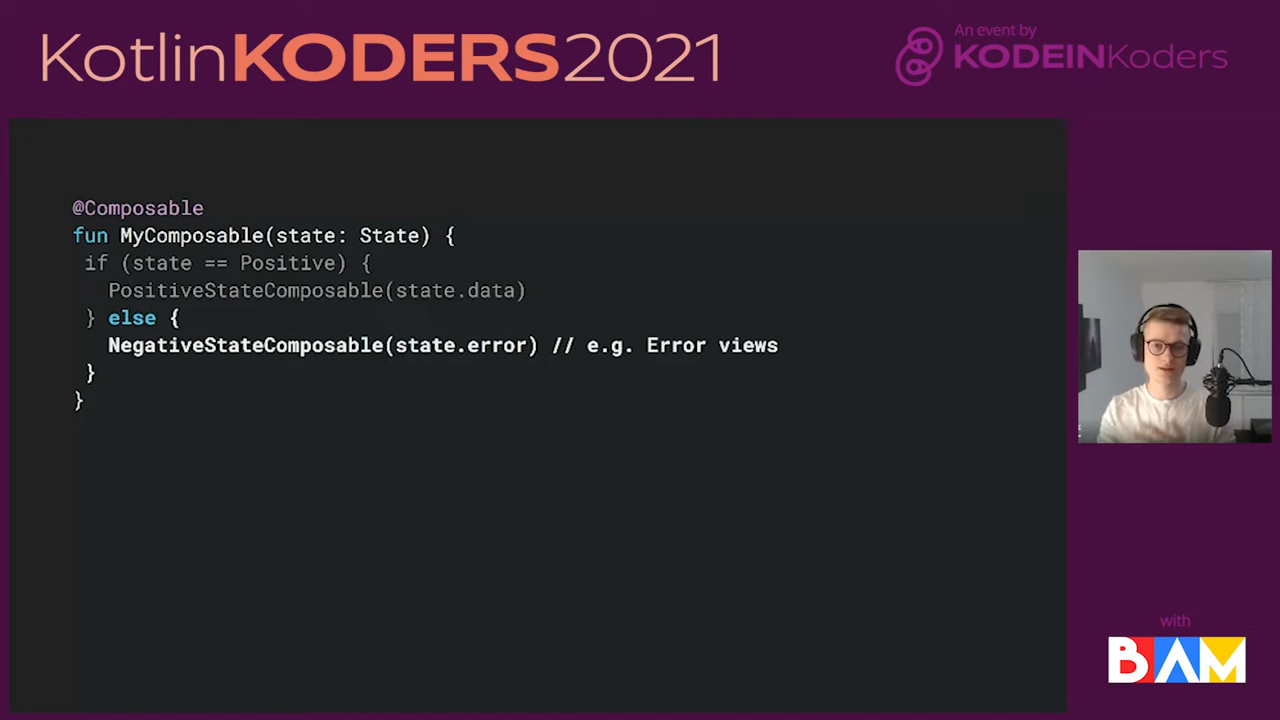 KotlinKODERS2021
An event by
KODEINKoders
@Composable
fun MyComposable(state: State) {
if (state == Positive) {
PositiveStateComposable(state.data)
} else {
NegativeStateComposable(state.error) // e.g. Error views
}
}
with
BAM